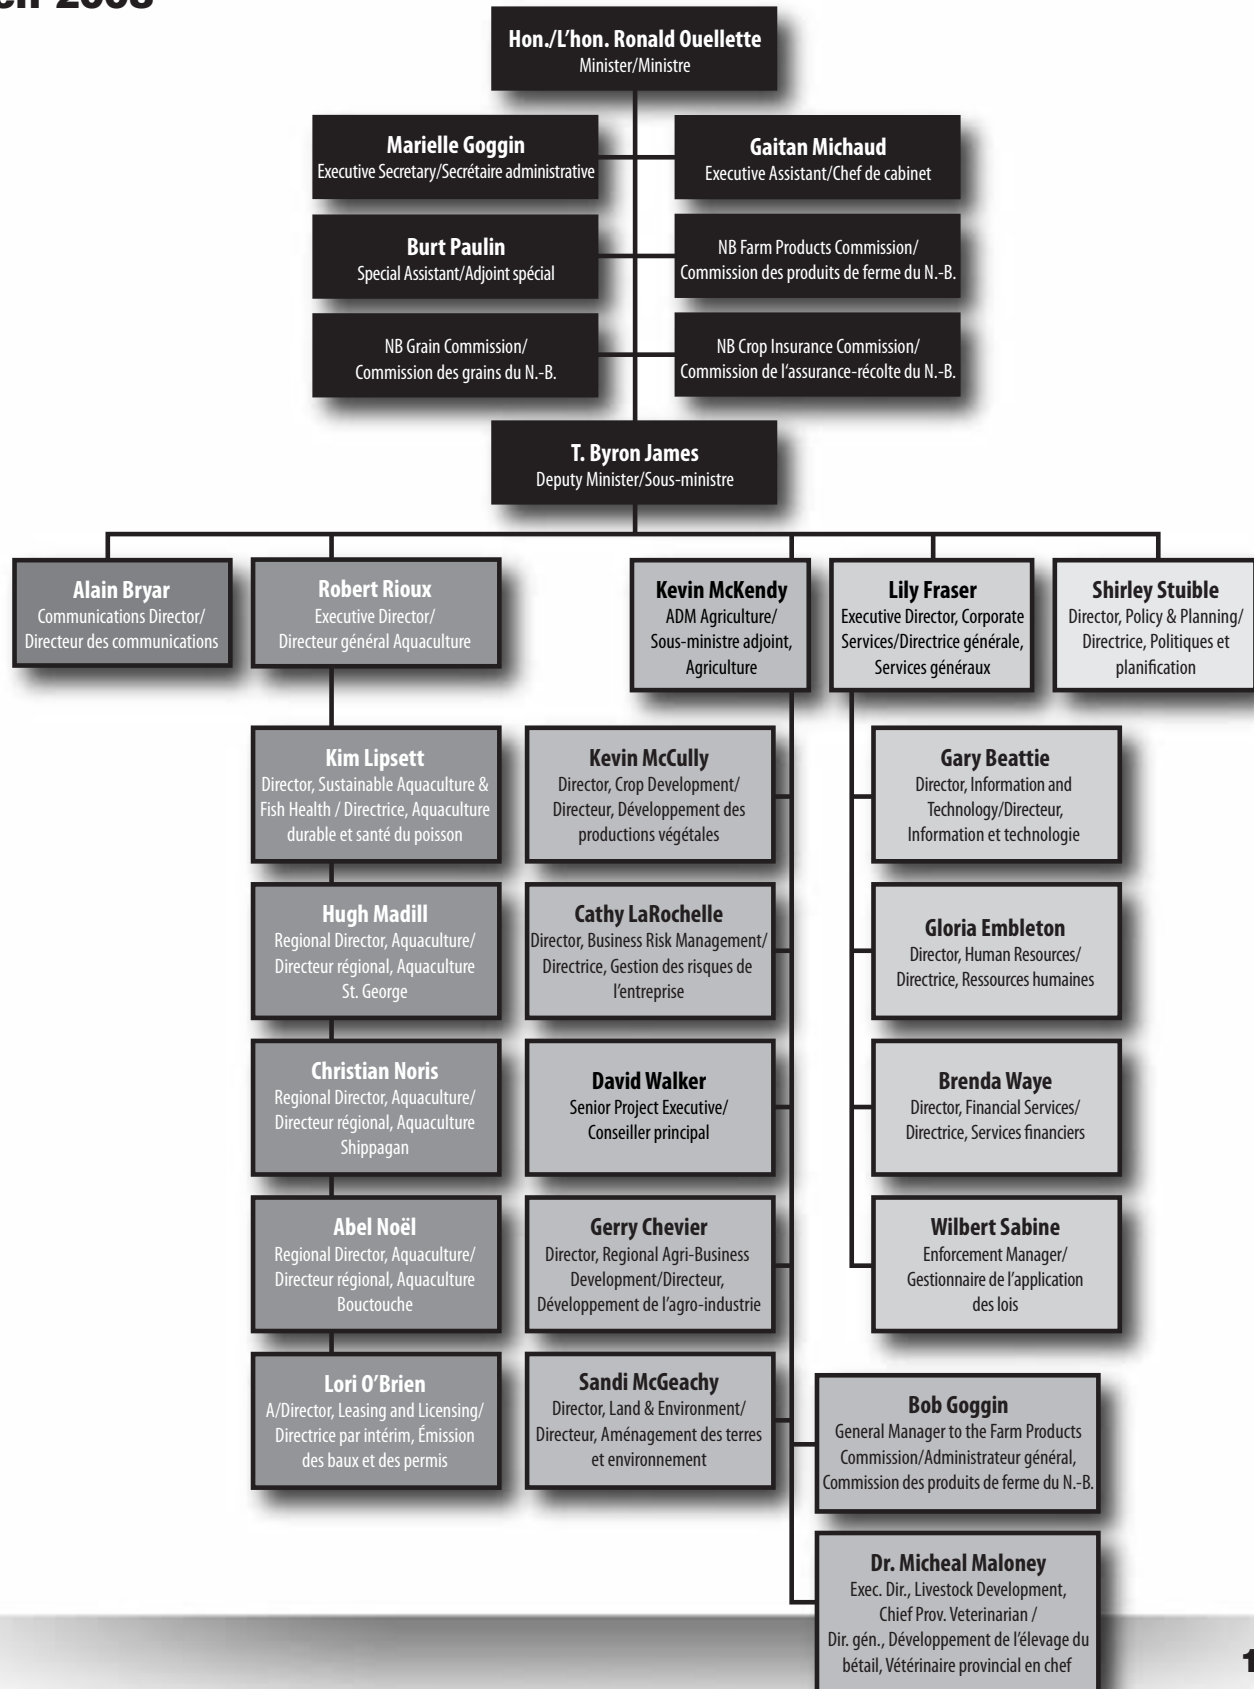 Hon./L'hon. Ronald Ouellette
Minister/Ministre
Marielle Goggin
Executive Secretary/Secrétaire administrative
Gaitan Michaud
Executive Assistant/Chef de cabinet
Burt Paulin
Special Assistant/Adjoint spécial
NB Farm Products Commission/
Commission des produits de ferme du N.-B.
NB Grain Commission/
Commission des grains du N.-B.
NB Crop Insurance Commission/
Commission de l'assurance-récolte du N.-B.
T. Byron James
Deputy Minister/Sous-ministre
Alain Bryar
Communications Director/
Directeur des communications
Robert Rioux
Executive Director/
Directeur général Aquaculture
Kevin McKendy
ADM Agriculture/
Sous-ministre adjoint,
Agriculture
Lily Fraser
Executive Director, Corporate
Services/Directrice générale,
Services généraux
Shirley Stuible
Director, Policy & Planning/
Directrice, Politiques et
planification
Kim Lipsett
Director, Sustainable Aquaculture &
Fish Health / Directrice, Aquaculture
durable et santé du poisson
Hugh Madill
Regional Director, Aquaculture/
Directeur régional, Aquaculture
St. George
Christian Noris
Regional Director, Aquaculture/
Directeur régional, Aquaculture
Shippagan
Abel Noël
Regional Director, Aquaculture/
Directeur régional, Aquaculture
Bouctouche
Lori O'Brien
A/Director, Leasing and Licensing/
Directrice par intérim, Émission
des baux et des permis
Kevin McCully
Director, Crop Development/
Directeur, Développement des
productions végétales
Cathy LaRochelle
Director, Business Risk Management/
Directrice, Gestion des risques de
l'entreprise
David Walker
Senior Project Executive/
Conseiller principal
Gerry Chevier
Director, Regional Agri-Business
Development/Directeur,
Développement de l'agro-industrie
Sandi McGeachy
Director, Land & Environment/
Directeur, Aménagement des terres
et environnement
Gary Beattie
Director, Information and
Technology/Directeur,
Information et technologie
Gloria Embleton
Director, Human Resources/
Directrice, Ressources humaines
Brenda Waye
Director, Financial Services/
Directrice, Services financiers
Wilbert Sabine
Enforcement Manager/
Gestionnaire de l'application
des lois
Bob Goggin
General Manager to the Farm Products
Commission/Administrateur général,
Commission des produits de ferme du N.-B.
Dr. Micheal Maloney
Exec. Dir., Livestock Development,
Chief Prov. Veterinarian /
Dir. gén., Développement de l'élevage du
bétail, Vétérinaire provincial en chef